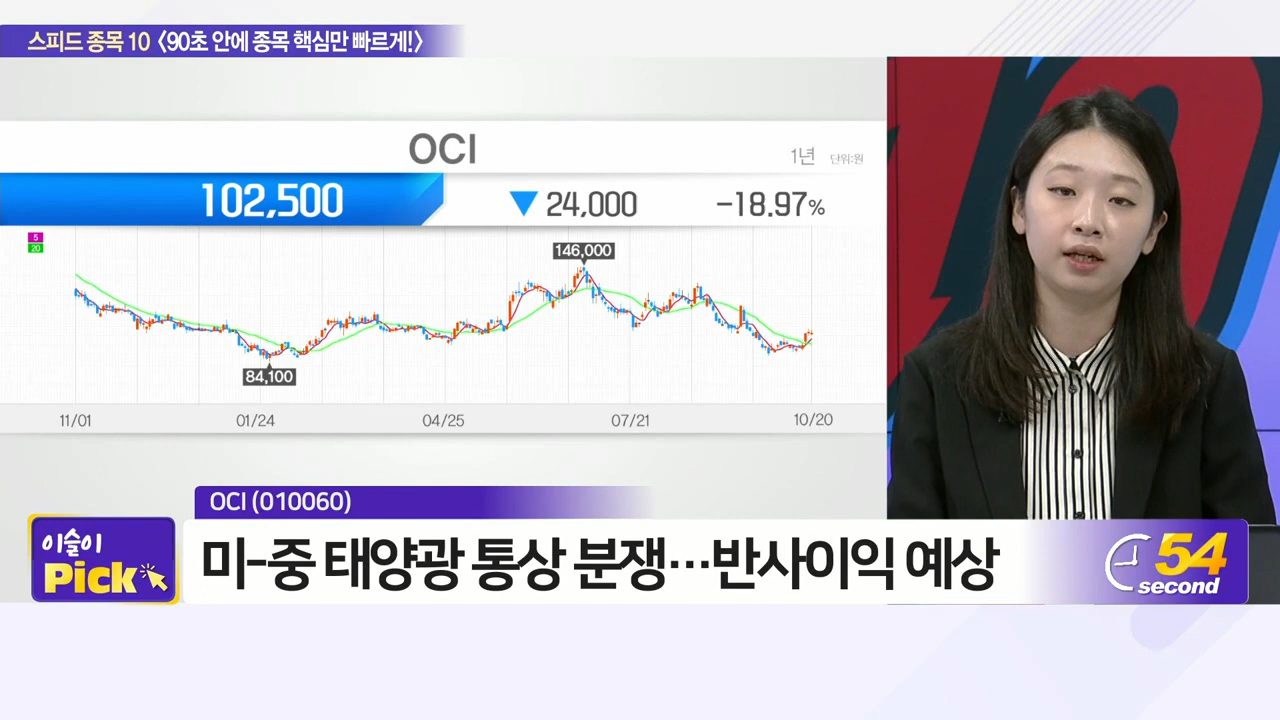 스피드 종목 10 〈90초 안에 종목 핵심만 빠르게!〉
OCI
1년 단위:원
102,500 ▼ 24,000 -18.97%
5
20
146,000
84,100
11/01 01/24 04/25 07/21 10/20
OCI (010060)
이슬이
Pick
미-중 태양광 통상 분쟁…반사이익 예상
54
second